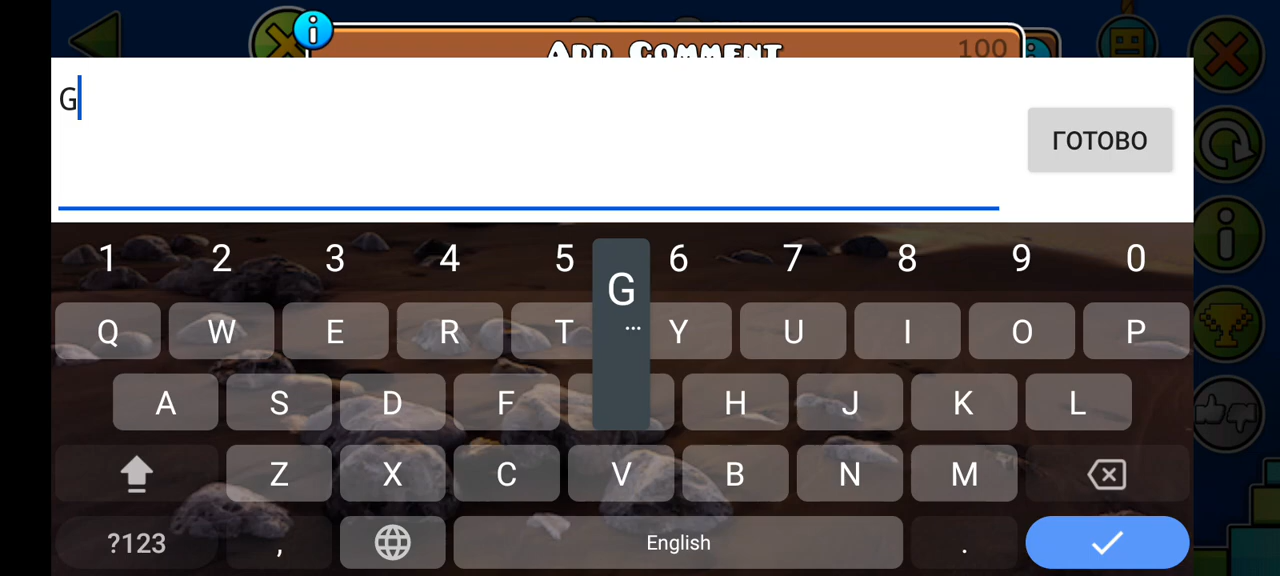 ADD COMMENT 100
G
ГОТОВО
1 2 3 4 5 6 7 8 9 0
G
...
Q W E R T Y U I O P
A S D F H J K L
Z X C V B N M
?123 , English .